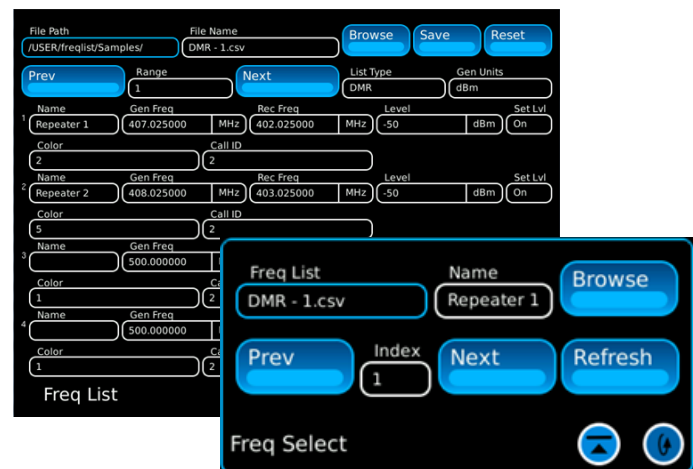 File Path File Name
/USER/freqlist/Samples/ DMR - 1.csv Browse Save Reset
Prev Range Next List Type Gen Units
1 DMR dBm
Name Gen Freq Rec Freq Level Set Lvl
1 Repeater 1 407.025000 MHz 402.025000 MHz -50 dBm On
Color Call ID
2 2
Name Gen Freq Rec Freq Level Set Lvl
2 Repeater 2 408.025000 MHz 403.025000 MHz -50 dBm On
Color Call ID
5 2
Name Gen Freq
3 500.000000
Color
1 2
Name Gen Freq
4 500.000000
Color
1 2
Freq List
Freq List Name
DMR - 1.csv Repeater 1 Browse
Prev Index Next Refresh
1
Freq Select